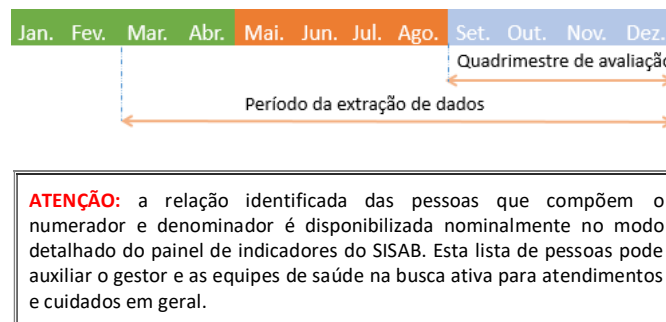 Jan. Fev. Mar. Abr. Mai. Jun. Jul. Ago. Set. Out. Nov. Dez.
Quadrimestre de avaliação
Período da extração de dados
ATENÇÃO: a relação identificada das pessoas que compõem o
numerador e denominador é disponibilizada nominalmente no modo
detalhado do painel de indicadores do SISAB. Esta lista de pessoas pode
auxiliar o gestor e as equipes de saúde na busca ativa para atendimentos
e cuidados em geral.